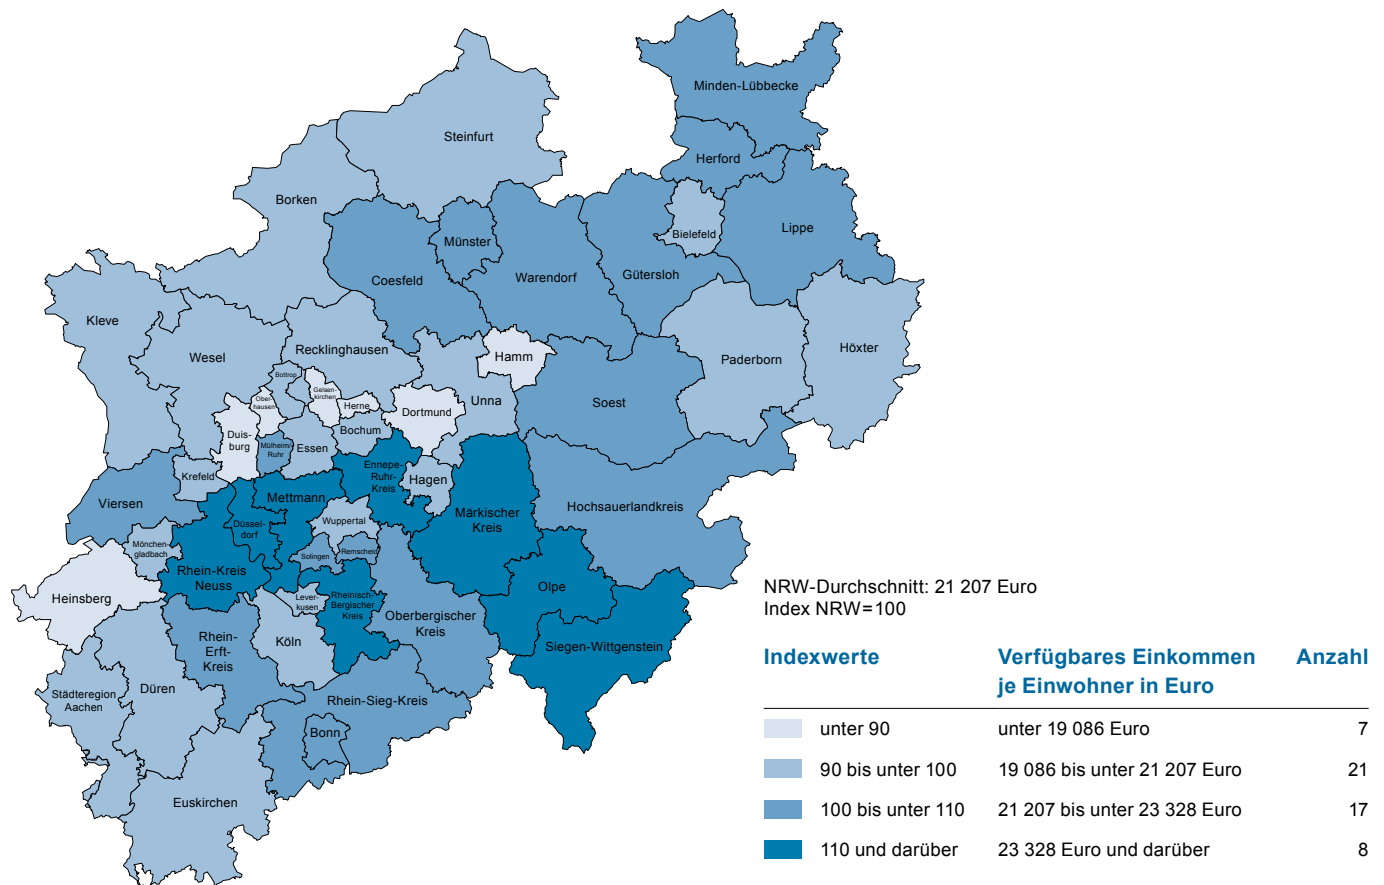 Minden-Lübbecke
Steinfurt
Herford
Borken
Lippe
Bielefeld
Münster
Coesfeld
Warendorf
Gütersloh
Kleve
Wesel
Recklinghausen
Hamm
Paderborn
Höxter
Bottrop
Gelsen-
kirchen
Ober-
hausen
Herne
Dortmund
Unna
Soest
Duis-
burg
Mülheim/
Ruhr
Essen
Bochum
Krefeld
Ennepe-
Ruhr-
Kreis
Hagen
Viersen
Mettmann
Märkischer
Kreis
Hochsauerlandkreis
Düssel-
dorf
Wuppertal
Mönchen-
gladbach
Solingen
Remscheid
Rhein-Kreis
Neuss
Heinsberg
Lever-
kusen
Rheinisch-
Bergischer
Kreis
Oberbergischer
Kreis
Olpe
Rhein-
Erft-
Kreis
Köln
Siegen-Wittgenstein
Städteregion
Aachen
Düren
Rhein-Sieg-Kreis
Bonn
Euskirchen
NRW-Durchschnitt: 21 207 Euro
Index NRW=100
Indexwerte Verfügbares Einkommen Anzahl
je Einwohner in Euro
unter 90 unter 19 086 Euro 7
90 bis unter 100 19 086 bis unter 21 207 Euro 21
100 bis unter 110 21 207 bis unter 23 328 Euro 17
110 und darüber 23 328 Euro und darüber 8